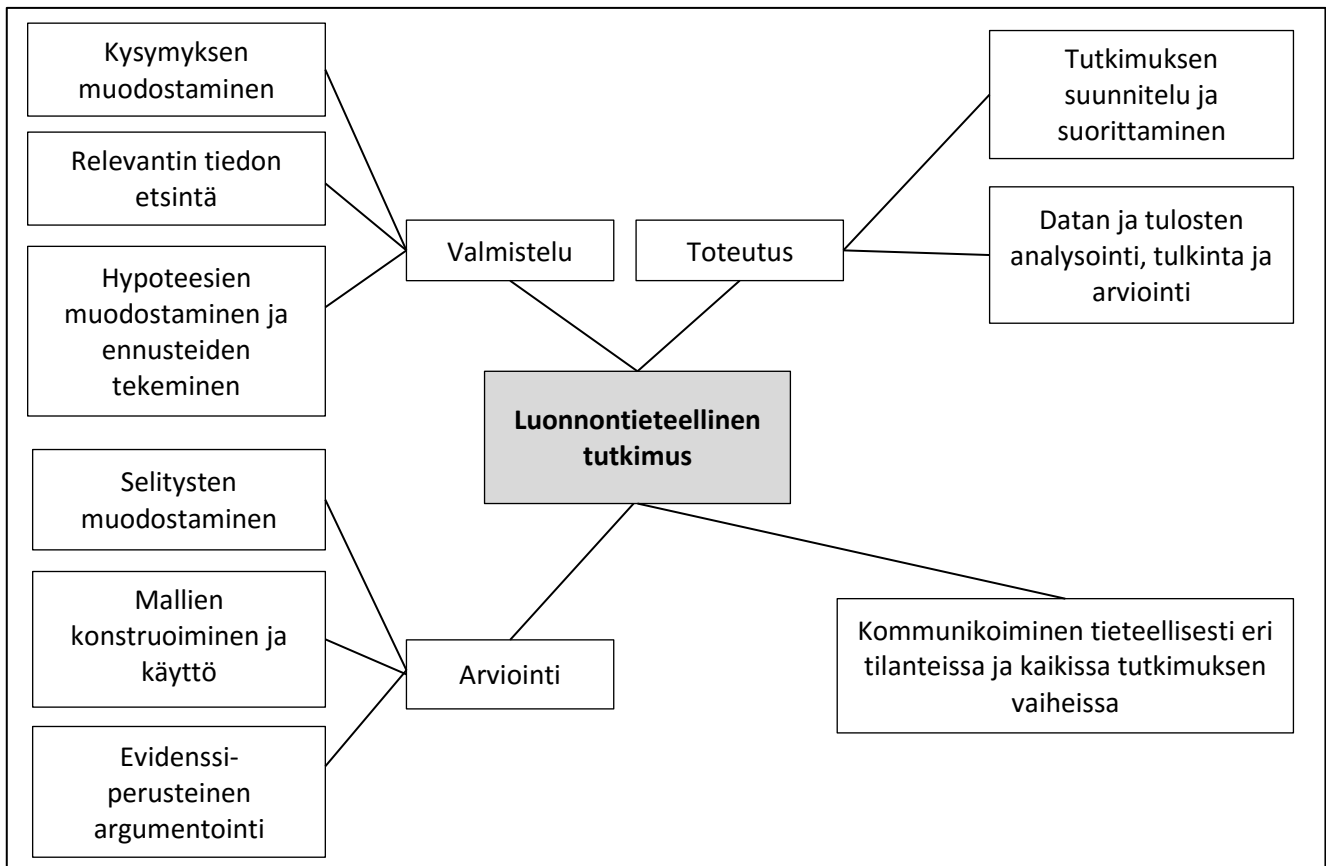 Kysymyksen
muodostaminen
Relevantin tiedon
etsintä
Hypoteesien
muodostaminen ja
ennusteiden
tekeminen
Valmistelu
Toteutus
Tutkimuksen
suunnitelu ja
suorittaminen
Datan ja tulosten
analysointi, tulkinta ja
arviointi
Luonnontieteellinen
tutkimus
Selitysten
muodostaminen
Mallien
konstruoiminen ja
käyttö
Evidenssi-
perusteinen
argumentointi
Arviointi
Kommunikoiminen tieteellisesti eri
tilanteissa ja kaikissa tutkimuksen
vaiheissa